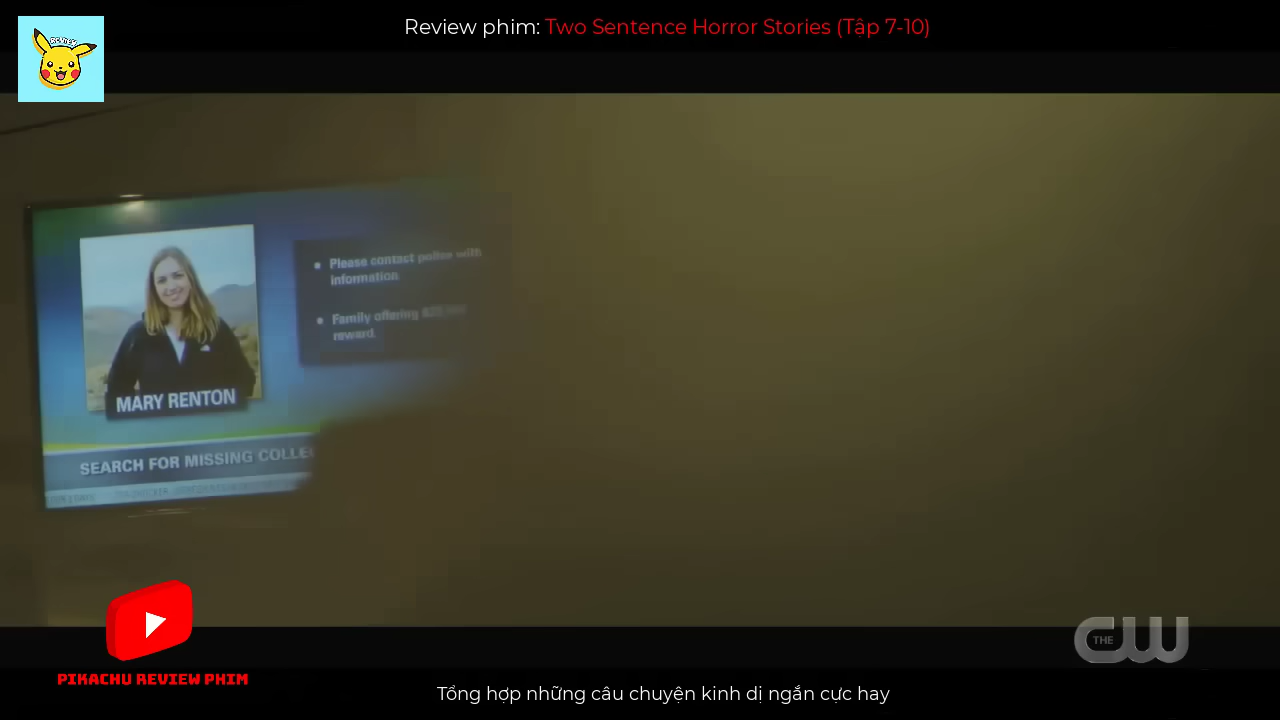 Review phim: Two Sentence Horror Stories (Tập 7-10)
REVIEW
Please contact police with
information.
Family offering
reward.
MARY RENTON
SEARCH FOR MISSING
THE CW
PIKACHU REVIEW PHIM
Tổng hợp những câu chuyện kinh dị ngắn cực hay